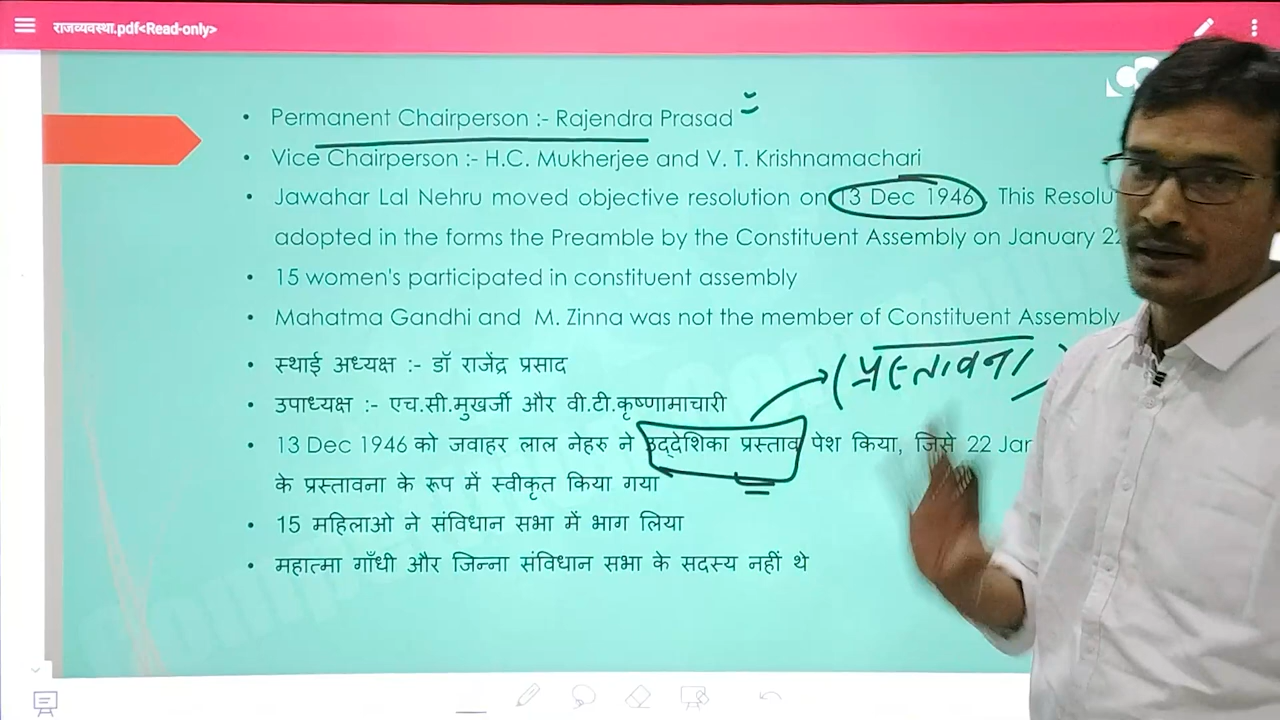 राजव्यवस्था.pdf<Read-only>
• Permanent Chairperson :- Rajendra Prasad
• Vice Chairperson :- H.C. Mukherjee and V. T. Krishnamachari
• Jawahar Lal Nehru moved objective resolution on 13 Dec 1946. This Resolu
adopted in the forms the Preamble by the Constituent Assembly on January 22
• 15 women's participated in constituent assembly
• Mahatma Gandhi and M. Zinna was not the member of Constituent Assembly
• स्थाई अध्यक्ष :- डॉ राजेंद्र प्रसाद
(प्रस्तावना)
• उपाध्यक्ष :- एच.सी.मुखर्जी और वी.टी.कृष्णामाचारी
• 13 Dec 1946 को जवाहर लाल नेहरु ने उद्देशिका प्रस्ताव पेश किया, जिसे 22 Jan
के प्रस्तावना के रूप में स्वीकृत किया गया
• 15 महिलाओ ने संविधान सभा में भाग लिया
• महात्मा गाँधी और जिन्ना संविधान सभा के सदस्य नहीं थे